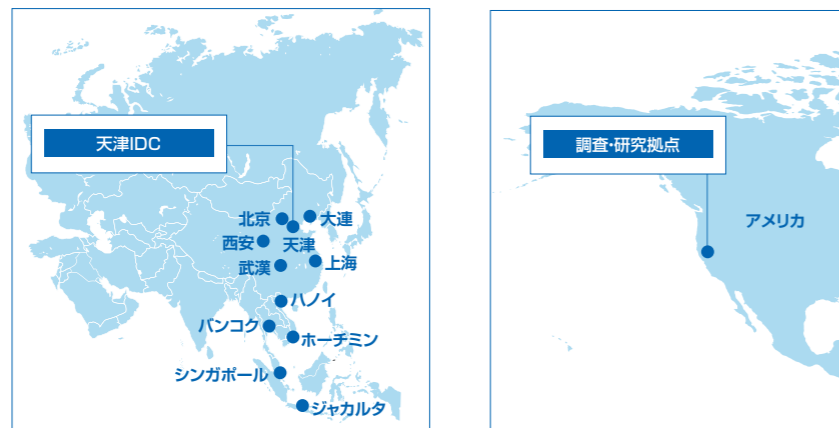 天津IDC
北京
大連
西安
天津
武漢
上海
ハノイ
バンコク
ホーチミン
シンガポール
ジャカルタ
調査・研究拠点
アメリカ